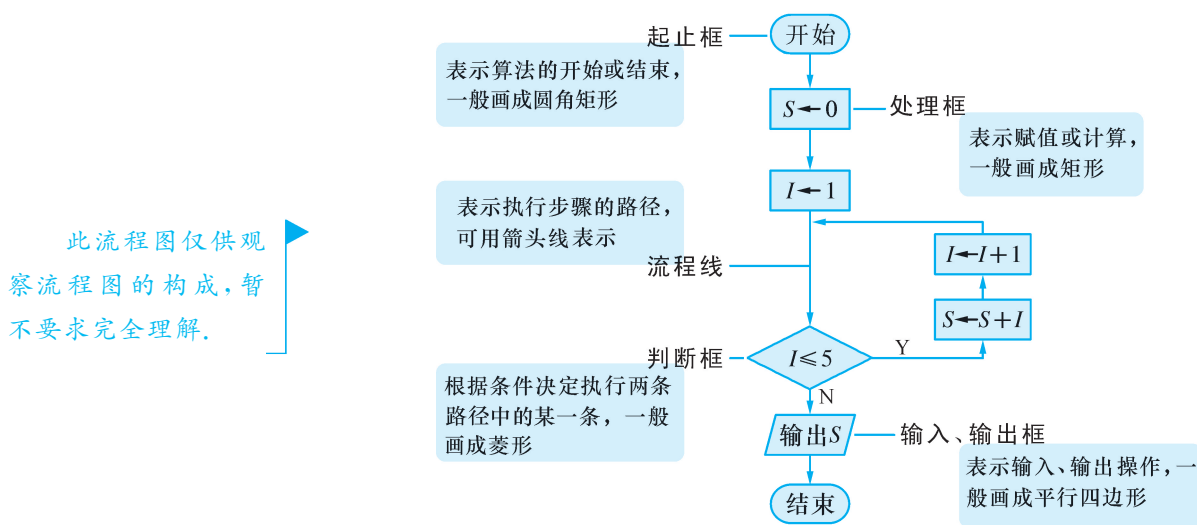 起止框
开始
表示算法的开始或结束，
一般画成圆角矩形
S←0
处理框
表示赋值或计算，
一般画成矩形
I←1
表示执行步骤的路径，
可用箭头线表示
流程线
此流程图仅供观
察流程图的构成，暂
不要求完全理解．
I←I+1
S←S+I
判断框
I≤5
Y
N
根据条件决定执行两条
路径中的某一条，一般
画成菱形
输出S
输入、输出框
表示输入、输出操作，一
般画成平行四边形
结束